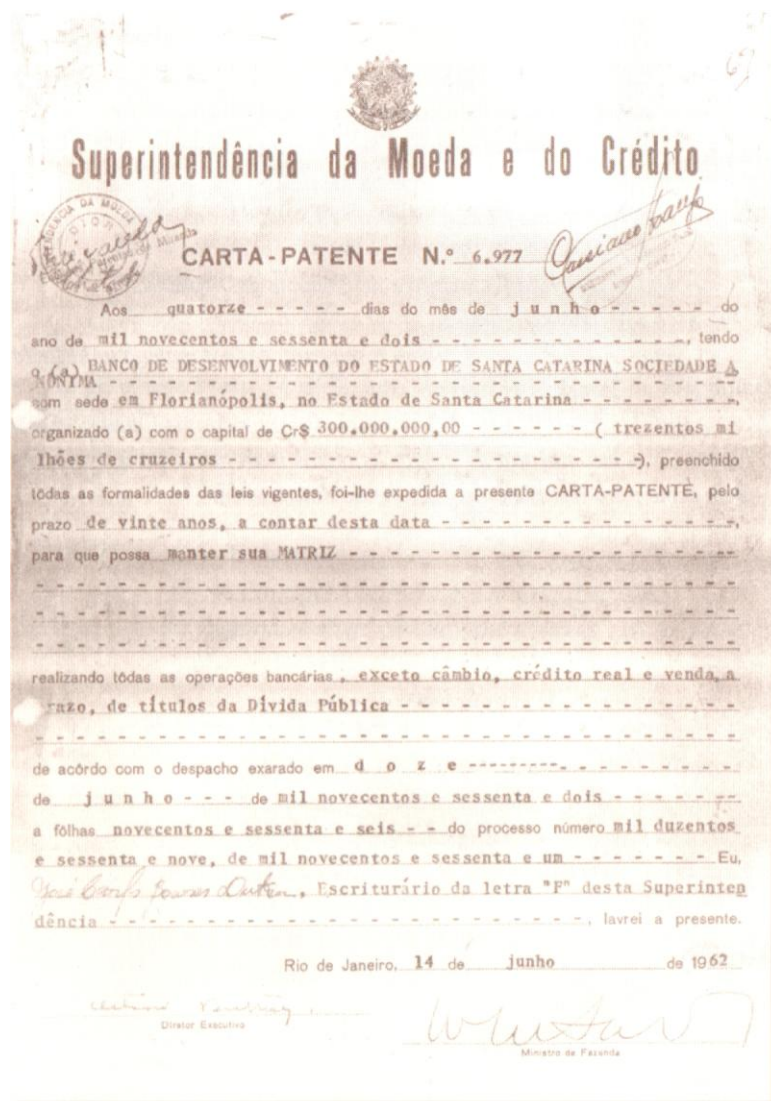 Superintendência da Moeda e do Crédito
CARTA-PATENTE N.º 6.977
Aos quatorze - - - - - dias do mês de j u n h o - - - - - do
ano de mil novecentos e sessenta e dois - - - - - - - - - - - - - -, tendo
o (a) BANCO DE DESENVOLVIMENTO DO ESTADO DE SANTA CATARINA SOCIEDADE A
NÔNIMA - - - - - - - - - - - - - - - - - - - - - - - - - - - - - - -
com sede em Florianópolis, no Estado de Santa Catarina - - - - - - - -,
organizado (a) com o capital de Cr$ 300.000.000,00 - - - - - - ( trezentos mi
lhões de cruzeiros - - - - - - - - - - - - - - - - - - - - -), preenchido
tôdas as formalidades das leis vigentes, foi-lhe expedida a presente CARTA-PATENTE, pelo
prazo de vinte anos, a contar desta data - - - - - - - - - - - - - - -,
para que possa manter sua MATRIZ - - - - - - - - - - - - - - - - - - -
realizando tôdas as operações bancárias, exceto câmbio, crédito real e venda, a
razo, de títulos da Dívida Pública - - - - - - - - - - - - - - - - -
de acôrdo com o despacho exarado em d o z e - - - - - - - - - - - - - - - - -
de j u n h o - - - de mil novecentos e sessenta e dois - - - - - - -
a fôlhas novecentos e sessenta e seis - - do processo número mil duzentos
e sessenta e nove, de mil novecentos e sessenta e um - - - - - - - Eu,
José, Escriturário da letra "F" desta Superinten
dência - - - - - - - - - - - - - - - - - - - - - - - -, lavrei a presente.
Rio de Janeiro, 14 de junho de 1962
Diretor Executivo
Ministro da Fazenda